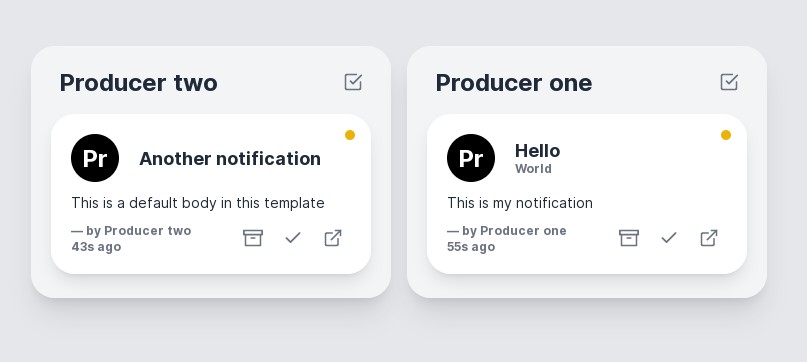 Producer two
Pr
Another notification
This is a default body in this template
— by Producer two
43s ago
Producer one
Pr
Hello
World
This is my notification
— by Producer one
55s ago